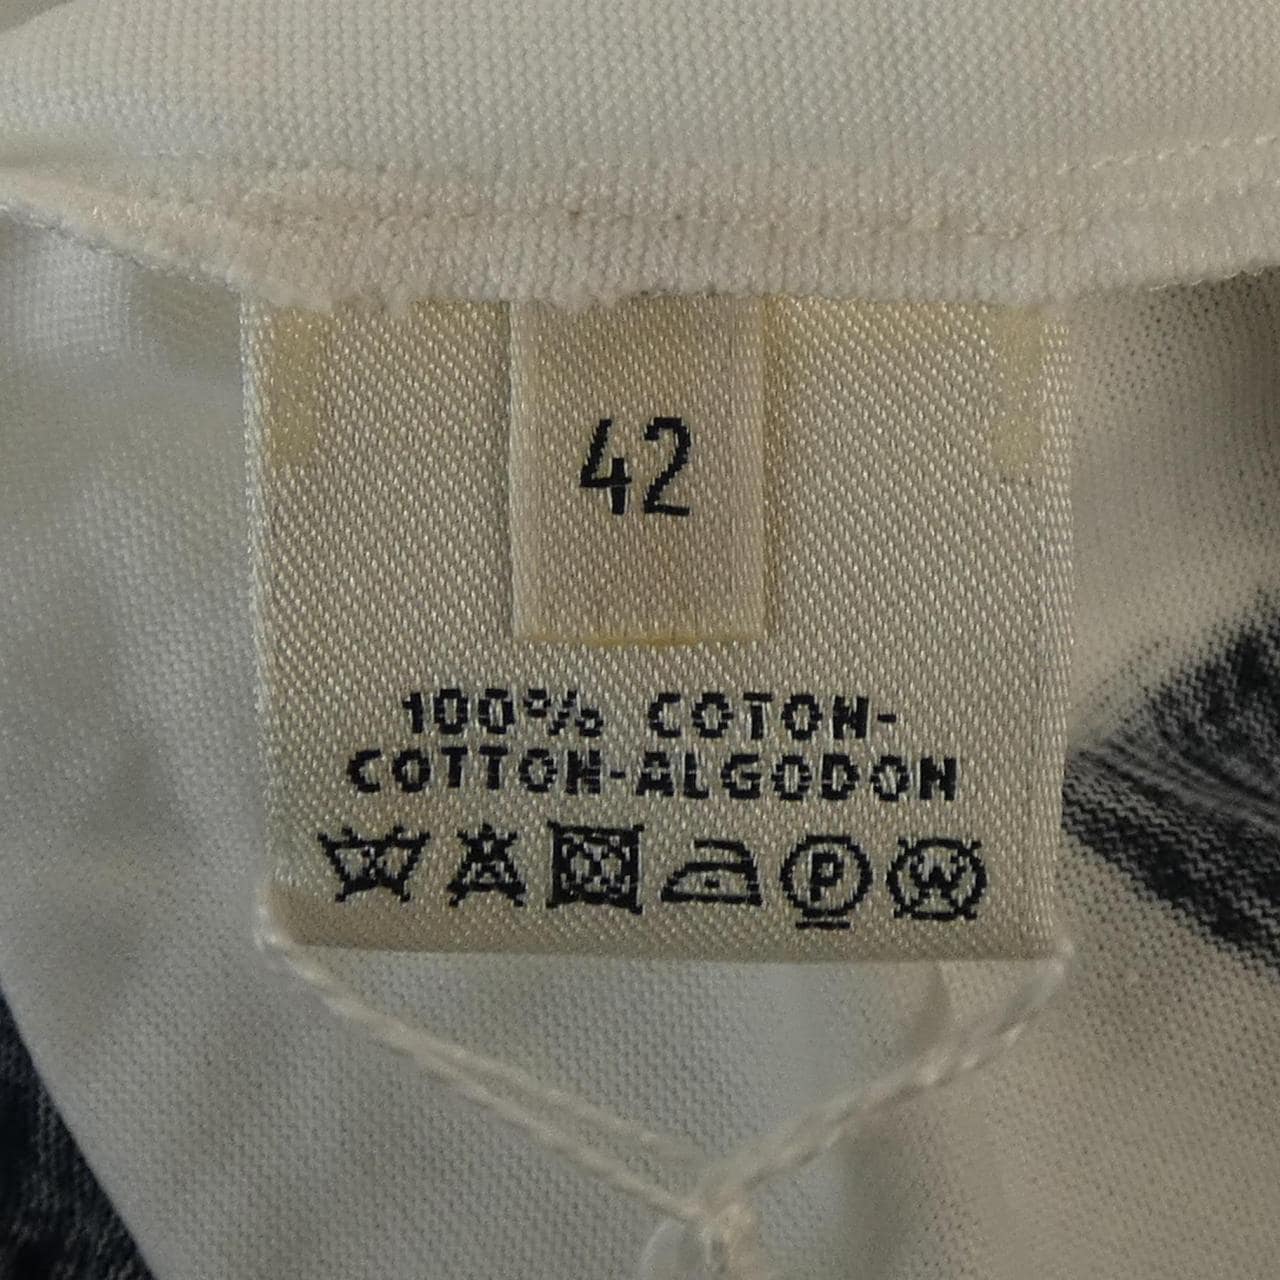 42
100% COTON-
COTTON-ALGODON
P W